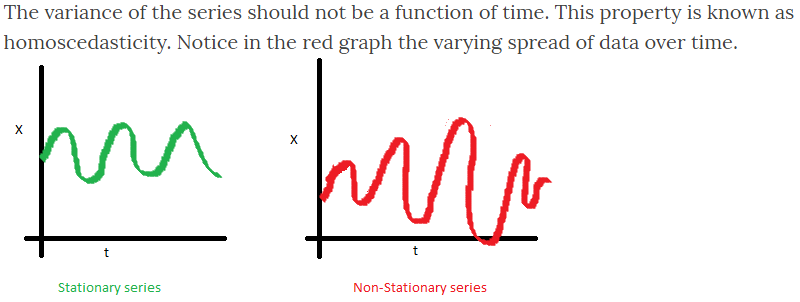 The variance of the series should not be a function of time. This property is known as
homoscedasticity. Notice in the red graph the varying spread of data over time.
X
X
t
t
Stationary series
Non-Stationary series